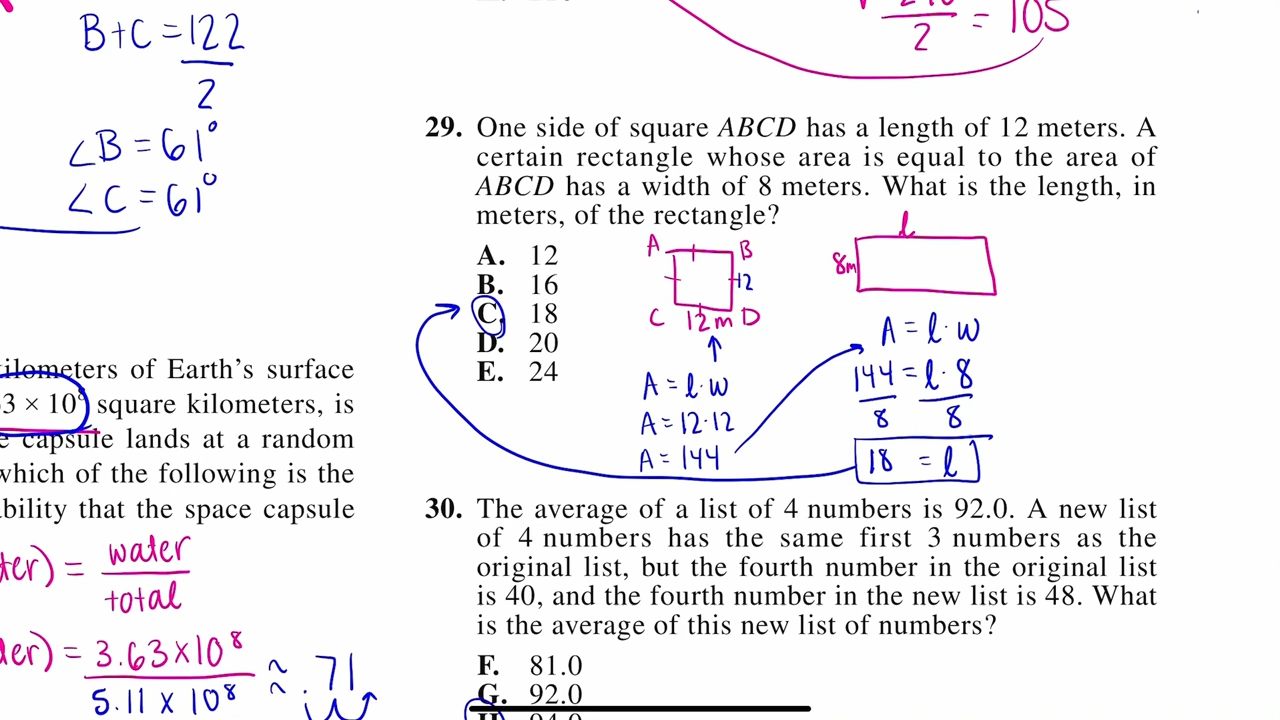 B+C = 122
2
∠B = 61°
∠C = 61°
2
= 105
29. One side of square ABCD has a length of 12 meters. A
certain rectangle whose area is equal to the area of
ABCD has a width of 8 meters. What is the length, in
meters, of the rectangle?
A. 12
B. 16
C. 18
D. 20
E. 24
A B
12
C 12m D
A = l·w
A = 12·12
A = 144
l
8m
A = l·w
144 = l·8
8 8
18 = l
kilometers of Earth's surface
3 × 10⁸ square kilometers, is
capsule lands at a random
which of the following is the
bility that the space capsule
ter) = water
total
ter) = 3.63×10⁸
5.11 × 10⁸
≈ .71
30. The average of a list of 4 numbers is 92.0. A new list
of 4 numbers has the same first 3 numbers as the
original list, but the fourth number in the original list
is 40, and the fourth number in the new list is 48. What
is the average of this new list of numbers?
F. 81.0
G. 92.0
H. 94.0